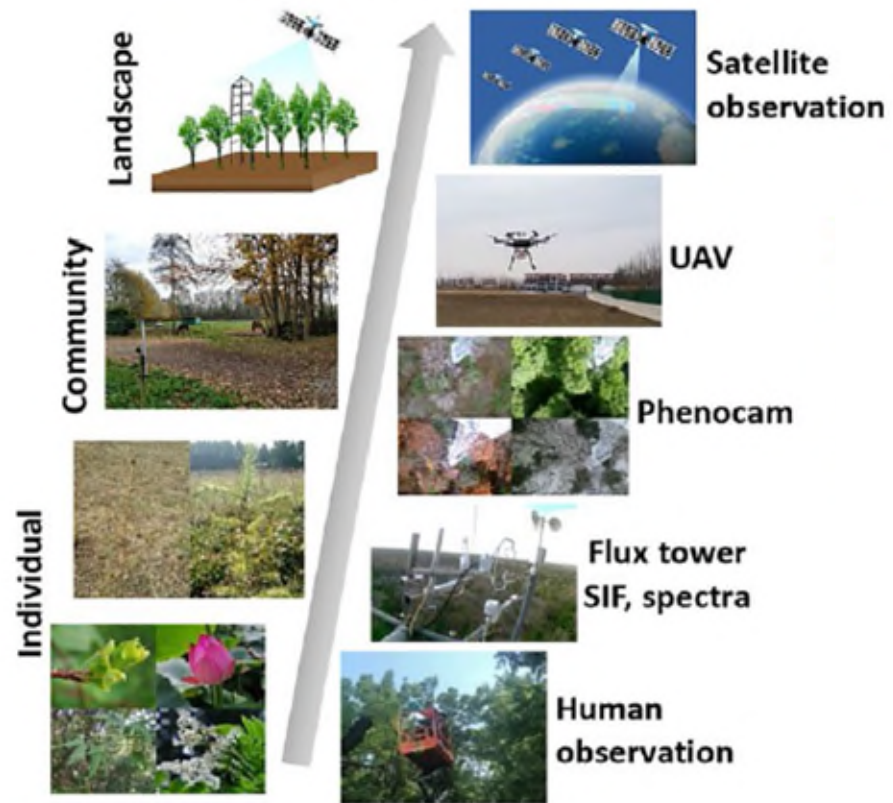 Landscape
Satellite
observation
UAV
Community
Phenocam
Flux tower
SIF, spectra
Individual
Human
observation